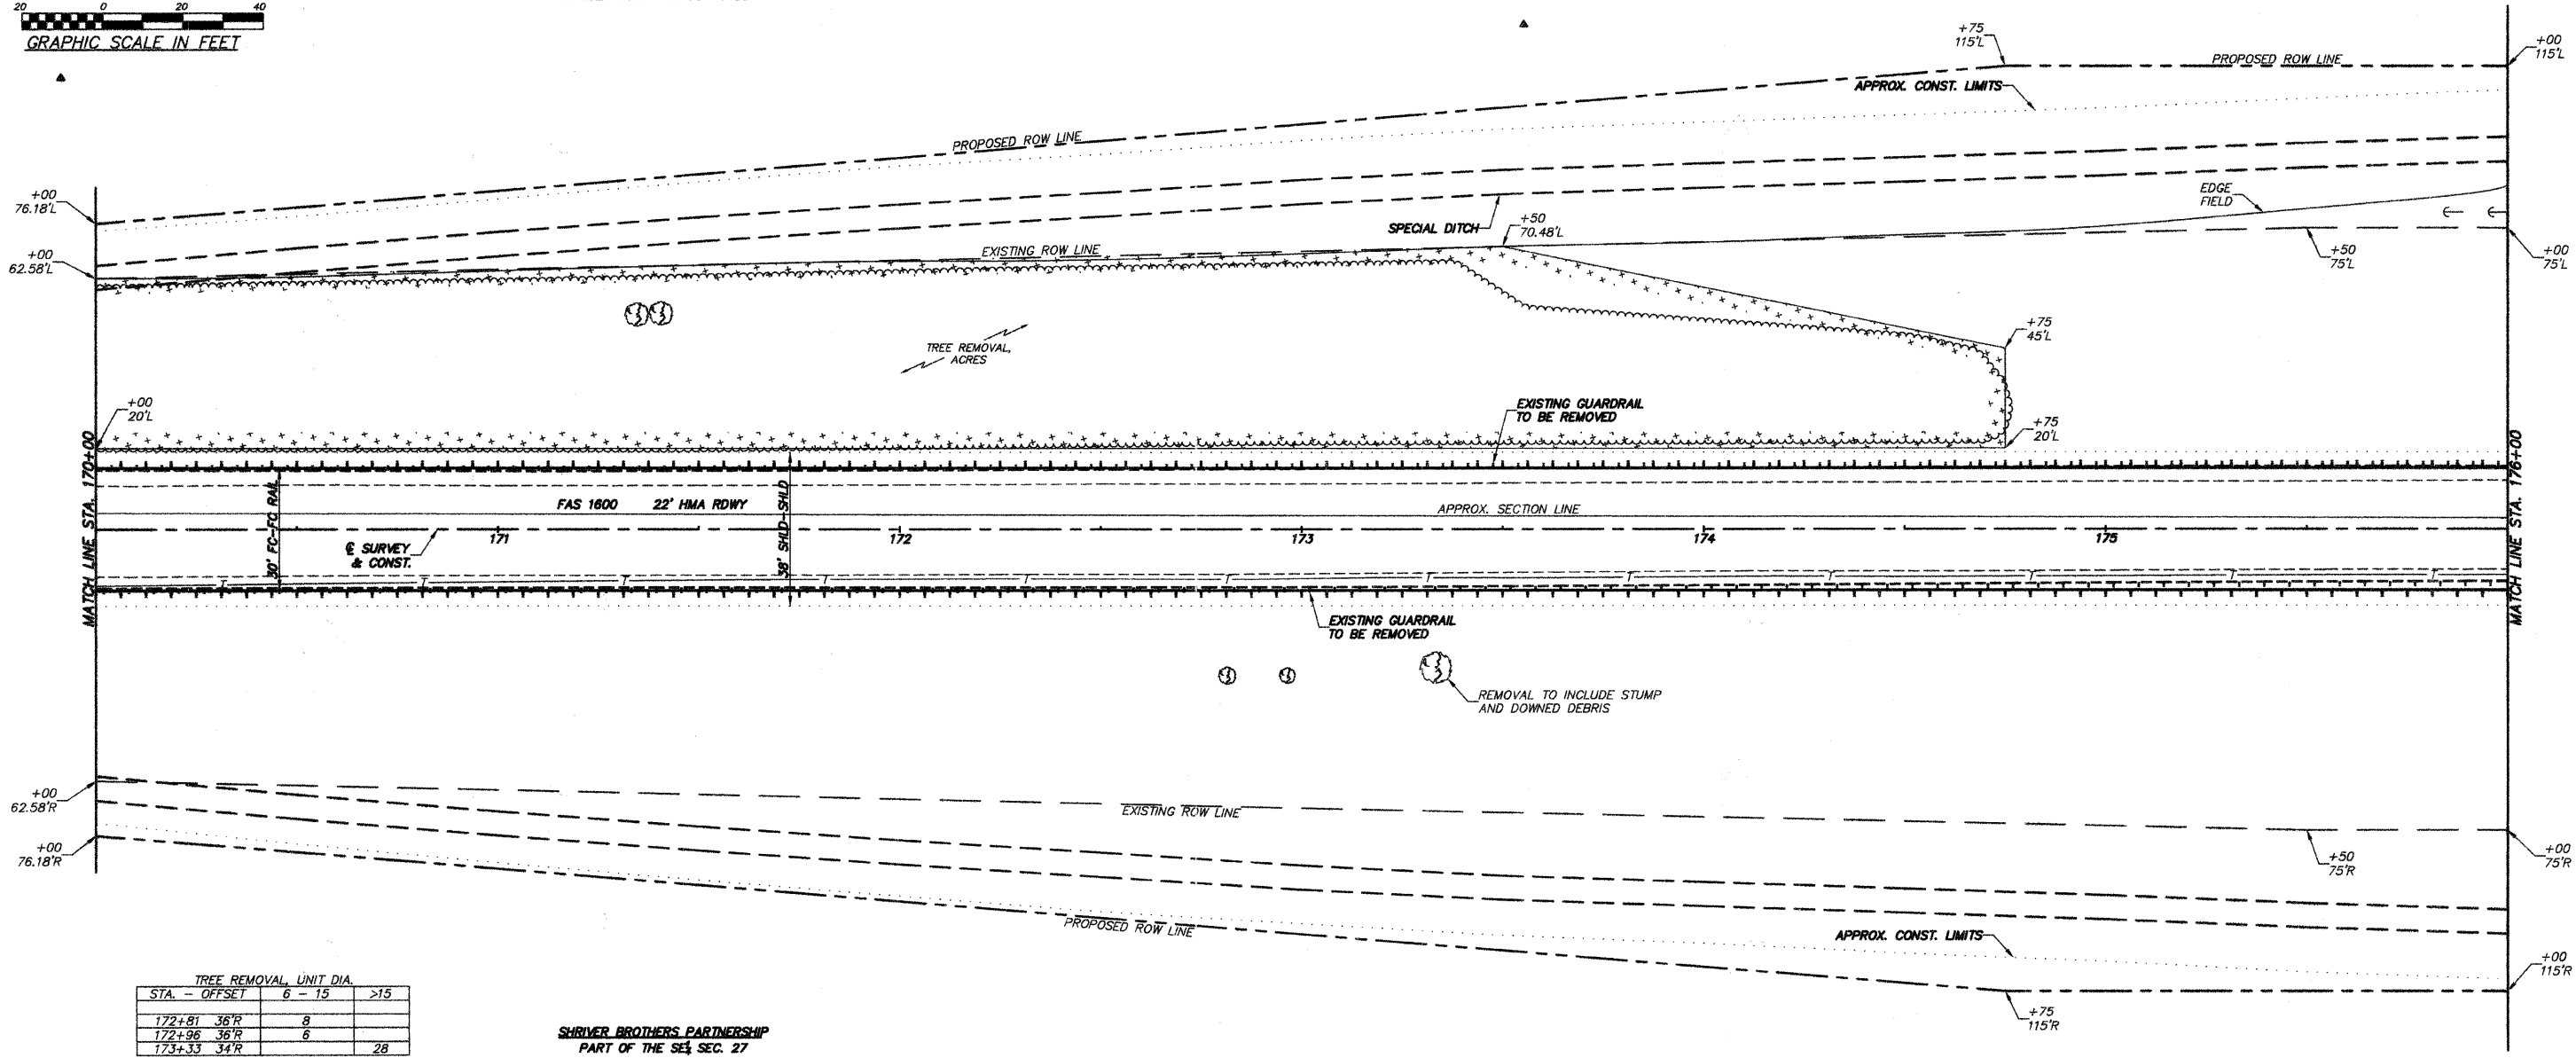 20 0 20 40
GRAPHIC SCALE IN FEET
+75
115'L
+00
115'L
PROPOSED ROW LINE
APPROX. CONST. LIMITS
PROPOSED ROW LINE
+00
76.18'L
EDGE
FIELD
SPECIAL DITCH
+50
70.48'L
+00
62.58'L
EXISTING ROW LINE
+50
75'L
+00
75'L
TREE REMOVAL,
ACRES
+75
45'L
+00
20'L
EXISTING GUARDRAIL
TO BE REMOVED
+75
20'L
MATCH LINE STA. 170+00
30' FC-FC RAIL
FAS 1600 22' HMA RDWY
38' SHLD-SHLD
APPROX. SECTION LINE
MATCH LINE STA. 176+00
℄ SURVEY
& CONST.
171 172 173 174 175
T T T T T T T T T T T T
EXISTING GUARDRAIL
TO BE REMOVED
REMOVAL TO INCLUDE STUMP
AND DOWNED DEBRIS
+00
62.58'R
EXISTING ROW LINE
+00
76.18'R
+50
75'R
+00
75'R
PROPOSED ROW LINE
APPROX. CONST. LIMITS
+00
115'R
+75
115'R
TREE REMOVAL, UNIT DIA.
STA. - OFFSET 6 - 15 >15
172+81 36'R 8
172+96 36'R 6
173+33 34'R 28
SHRIVER BROTHERS PARTNERSHIP
PART OF THE SE¼ SEC. 27